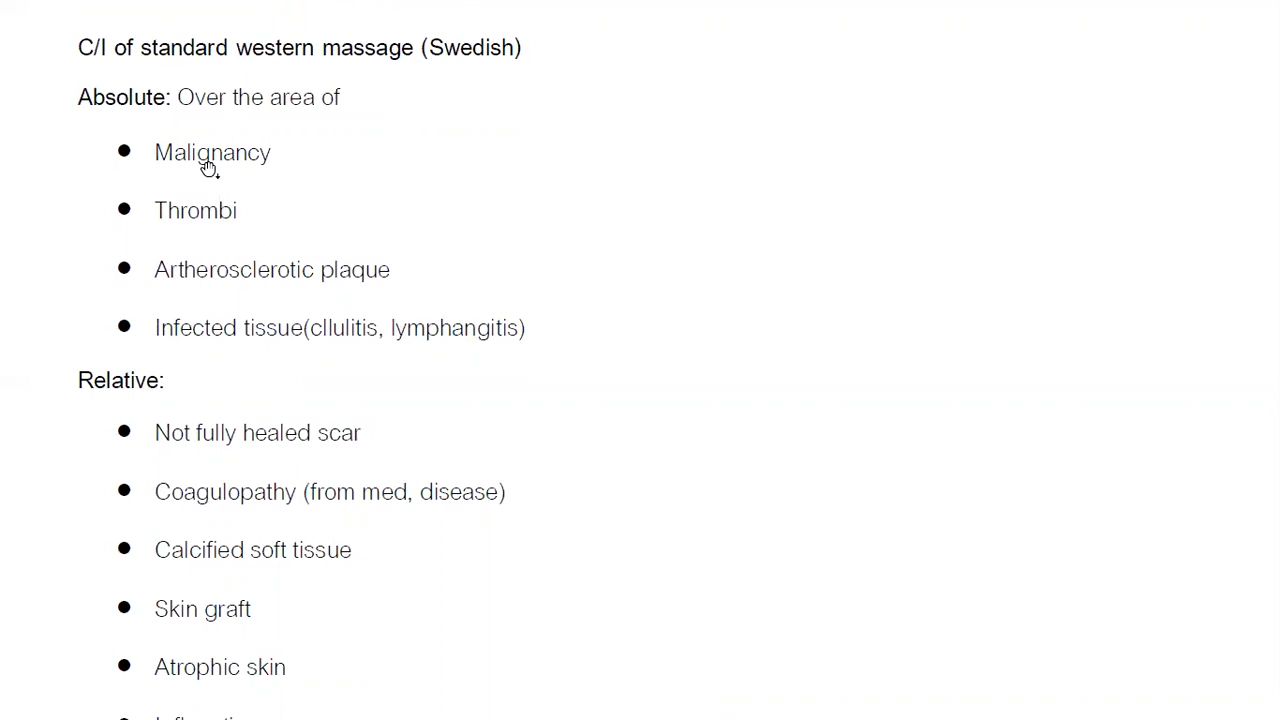 C/I of standard western massage (Swedish)
Absolute: Over the area of
● Malignancy
● Thrombi
● Artherosclerotic plaque
● Infected tissue(cllulitis, lymphangitis)
Relative:
● Not fully healed scar
● Coagulopathy (from med, disease)
● Calcified soft tissue
● Skin graft
● Atrophic skin